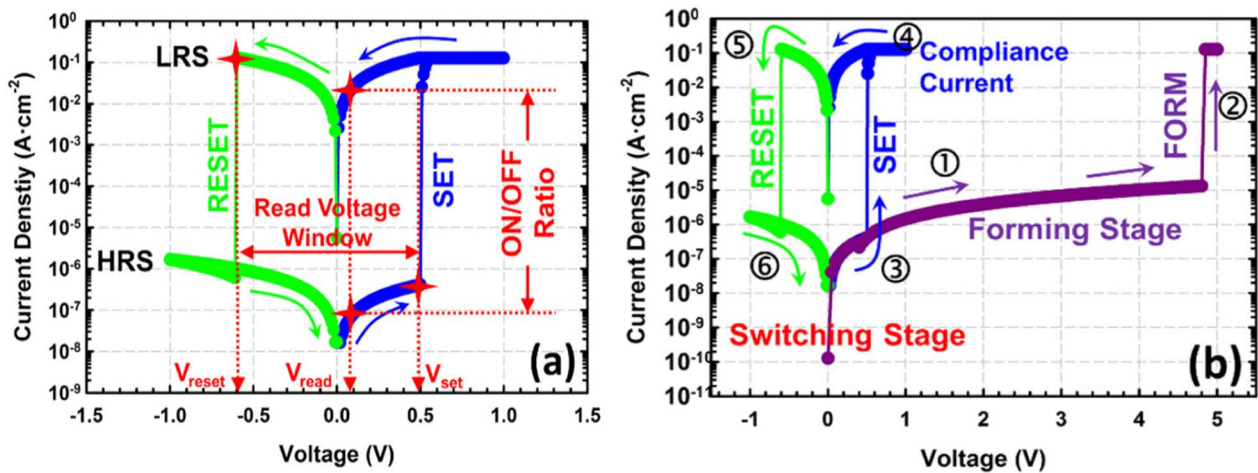 Current Denstiy (A·cm⁻²)
10⁰
10⁻¹
10⁻²
10⁻³
10⁻⁴
10⁻⁵
10⁻⁶
10⁻⁷
10⁻⁸
10⁻⁹
LRS
HRS
RESET
SET
Read Voltage
Window
ON/OFF
Ratio
V_reset
V_read
V_set
(a)
-1.5
-1.0
-0.5
0.0
0.5
1.0
1.5
Voltage (V)
Current Density (A·cm⁻²)
10⁰
10⁻¹
10⁻²
10⁻³
10⁻⁴
10⁻⁵
10⁻⁶
10⁻⁷
10⁻⁸
10⁻⁹
10⁻¹⁰
10⁻¹¹
⑤
④
Compliance
Current
②
FORM
RESET
SET
①
Forming Stage
⑥
③
Switching Stage
(b)
-1
0
1
2
3
4
5
Voltage (V)